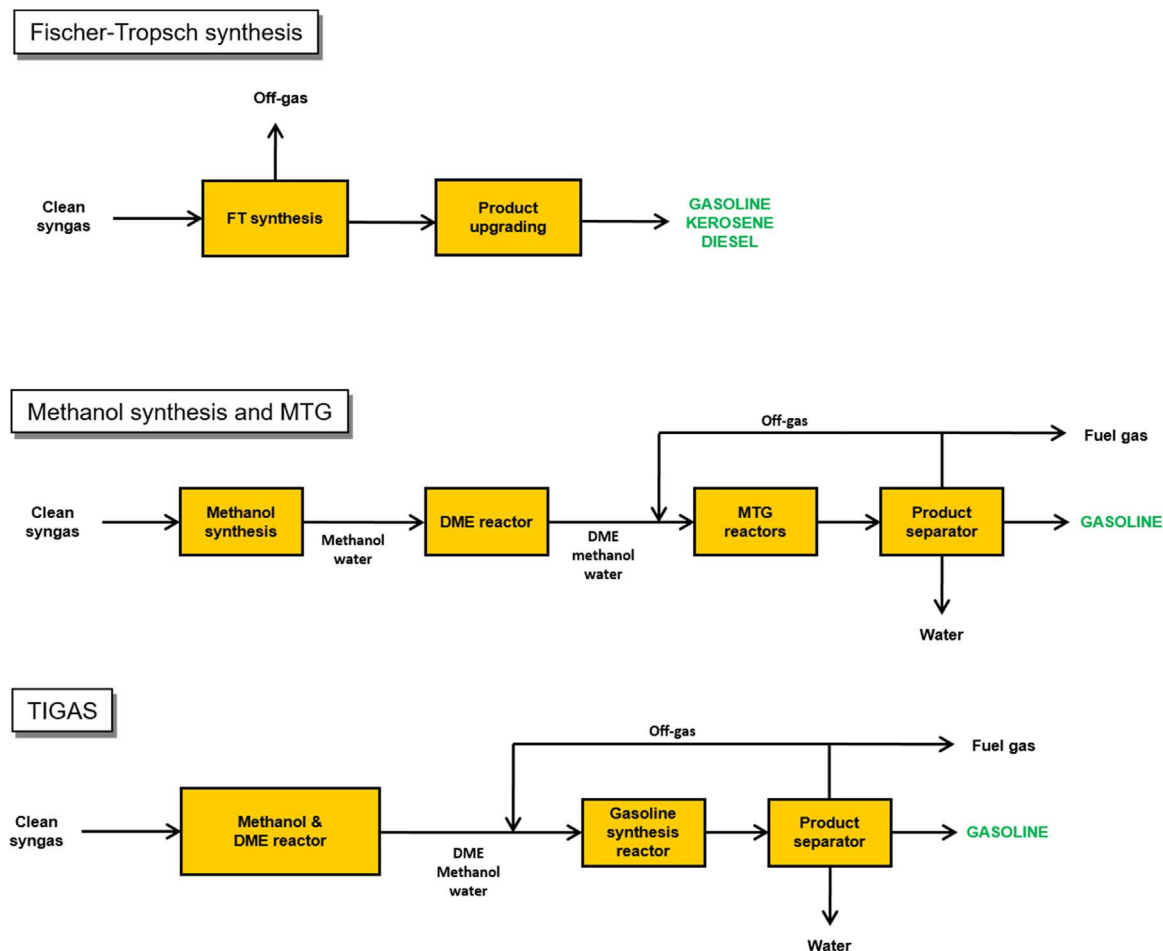 Fischer-Tropsch synthesis
Off-gas
Clean
syngas
FT synthesis
Product
upgrading
GASOLINE
KEROSENE
DIESEL
Methanol synthesis and MTG
Off-gas
Fuel gas
Clean
syngas
Methanol
synthesis
Methanol
water
DME reactor
DME
methanol
water
MTG
reactors
Product
separator
GASOLINE
Water
TIGAS
Off-gas
Fuel gas
Clean
syngas
Methanol &
DME reactor
DME
Methanol
water
Gasoline
synthesis
reactor
Product
separator
GASOLINE
Water